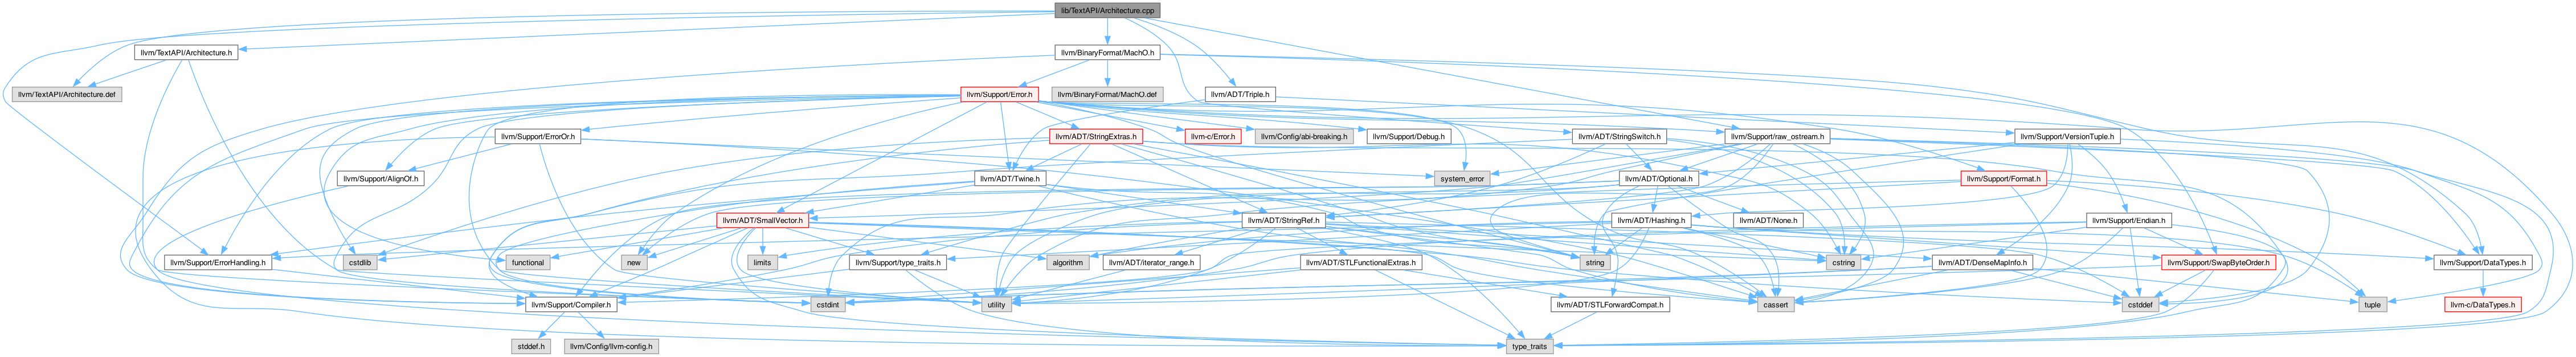 lib/TextAPI/Architecture.cpp
llvm/TextAPI/Architecture.h
llvm/BinaryFormat/MachO.h
llvm/TextAPI/Architecture.def
llvm/Support/Error.h
llvm/BinaryFormat/MachO.def
llvm/ADT/Triple.h
llvm/Support/ErrorOr.h
llvm/ADT/StringExtras.h
llvm-c/Error.h
llvm/Config/abi-breaking.h
llvm/Support/Debug.h
llvm/ADT/StringSwitch.h
llvm/Support/raw_ostream.h
llvm/Support/VersionTuple.h
llvm/Support/AlignOf.h
llvm/ADT/Twine.h
system_error
llvm/ADT/Optional.h
llvm/Support/Format.h
llvm/ADT/SmallVector.h
llvm/ADT/StringRef.h
llvm/ADT/Hashing.h
llvm/ADT/None.h
llvm/Support/Endian.h
llvm/Support/ErrorHandling.h
cstdlib
functional
new
limits
llvm/Support/type_traits.h
algorithm
llvm/ADT/iterator_range.h
llvm/ADT/STLFunctionalExtras.h
string
cstring
llvm/ADT/DenseMapInfo.h
llvm/Support/SwapByteOrder.h
llvm/Support/DataTypes.h
llvm/Support/Compiler.h
cstdint
utility
cassert
llvm/ADT/STLForwardCompat.h
cstddef
tuple
llvm-c/DataTypes.h
stddef.h
llvm/Config/llvm-config.h
type_traits